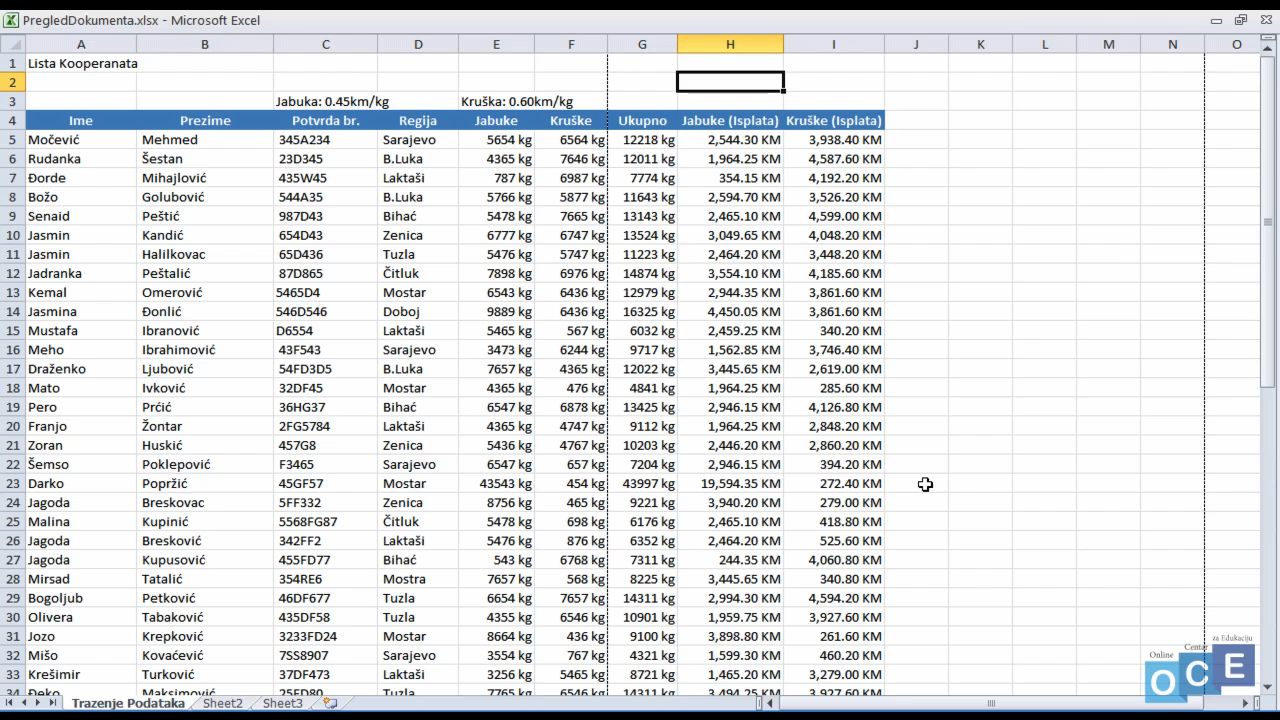 PregledDokumenta.xlsx - Microsoft Excel
A B C D E F G H I J K L M N O
1 Lista Kooperanata
2
3 Jabuka: 0.45km/kg Kruška: 0.60km/kg
4 Ime Prezime Potvrda br. Regija Jabuke Kruške Ukupno Jabuke (Isplata) Kruške (Isplata)
5 Močević Mehmed 345A234 Sarajevo 5654 kg 6564 kg 12218 kg 2,544.30 KM 3,938.40 KM
6 Rudanka Šestan 23D345 B.Luka 4365 kg 7646 kg 12011 kg 1,964.25 KM 4,587.60 KM
7 Đorde Mihajlović 435W45 Laktaši 787 kg 6987 kg 7774 kg 354.15 KM 4,192.20 KM
8 Božo Golubović 544A35 B.Luka 5766 kg 5877 kg 11643 kg 2,594.70 KM 3,526.20 KM
9 Senaid Peštić 987D43 Bihać 5478 kg 7665 kg 13143 kg 2,465.10 KM 4,599.00 KM
10 Jasmin Kandić 654D43 Zenica 6777 kg 6747 kg 13524 kg 3,049.65 KM 4,048.20 KM
11 Jasmin Halilkovac 65D436 Tuzla 5476 kg 5747 kg 11223 kg 2,464.20 KM 3,448.20 KM
12 Jadranka Peštalić 87D865 Čitluk 7898 kg 6976 kg 14874 kg 3,554.10 KM 4,185.60 KM
13 Kemal Omerović 5465D4 Mostar 6543 kg 6436 kg 12979 kg 2,944.35 KM 3,861.60 KM
14 Jasmina Đonlić 546D546 Doboj 9889 kg 6436 kg 16325 kg 4,450.05 KM 3,861.60 KM
15 Mustafa Ibranović D6554 Laktaši 5465 kg 567 kg 6032 kg 2,459.25 KM 340.20 KM
16 Meho Ibrahimović 43F543 Sarajevo 3473 kg 6244 kg 9717 kg 1,562.85 KM 3,746.40 KM
17 Draženko Ljubović 54FD3D5 B.Luka 7657 kg 4365 kg 12022 kg 3,445.65 KM 2,619.00 KM
18 Mato Ivković 32DF45 Mostar 4365 kg 476 kg 4841 kg 1,964.25 KM 285.60 KM
19 Pero Prćić 36HG37 Bihać 6547 kg 6878 kg 13425 kg 2,946.15 KM 4,126.80 KM
20 Franjo Žontar 2FG5784 Laktaši 4365 kg 4747 kg 9112 kg 1,964.25 KM 2,848.20 KM
21 Zoran Huskić 457G8 Zenica 5436 kg 4767 kg 10203 kg 2,446.20 KM 2,860.20 KM
22 Šemso Poklepović F3465 Sarajevo 6547 kg 657 kg 7204 kg 2,946.15 KM 394.20 KM
23 Darko Popržić 45GF57 Mostar 43543 kg 454 kg 43997 kg 19,594.35 KM 272.40 KM
24 Jagoda Breskovac 5FF332 Zenica 8756 kg 465 kg 9221 kg 3,940.20 KM 279.00 KM
25 Malina Kupinić 5568FG87 Čitluk 5478 kg 698 kg 6176 kg 2,465.10 KM 418.80 KM
26 Jagoda Bresković 342FF2 Laktaši 5476 kg 876 kg 6352 kg 2,464.20 KM 525.60 KM
27 Jagoda Kupusović 455FD77 Bihać 543 kg 6768 kg 7311 kg 244.35 KM 4,060.80 KM
28 Mirsad Tatalić 354RE6 Mostra 7657 kg 568 kg 8225 kg 3,445.65 KM 340.80 KM
29 Bogoljub Petković 46DF677 Tuzla 6654 kg 7657 kg 14311 kg 2,994.30 KM 4,594.20 KM
30 Olivera Tabaković 435DF58 Tuzla 4355 kg 6546 kg 10901 kg 1,959.75 KM 3,927.60 KM
31 Jozo Krepković 3233FD24 Mostar 8664 kg 436 kg 9100 kg 3,898.80 KM 261.60 KM
32 Mišo Kovaćević 7SS8907 Sarajevo 3554 kg 767 kg 4321 kg 1,599.30 KM 460.20 KM
33 Krešimir Turković 37DF473 Laktaši 3256 kg 5465 kg 8721 kg 1,465.20 KM 3,279.00 KM
34 Đeko Maksimović 25FD80 Tuzla 7765 kg 6546 kg 14311 kg 3,494.25 KM 3,927.60 KM
Online Centar za Edukaciju
OCE
Trazenje Podataka Sheet2 Sheet3